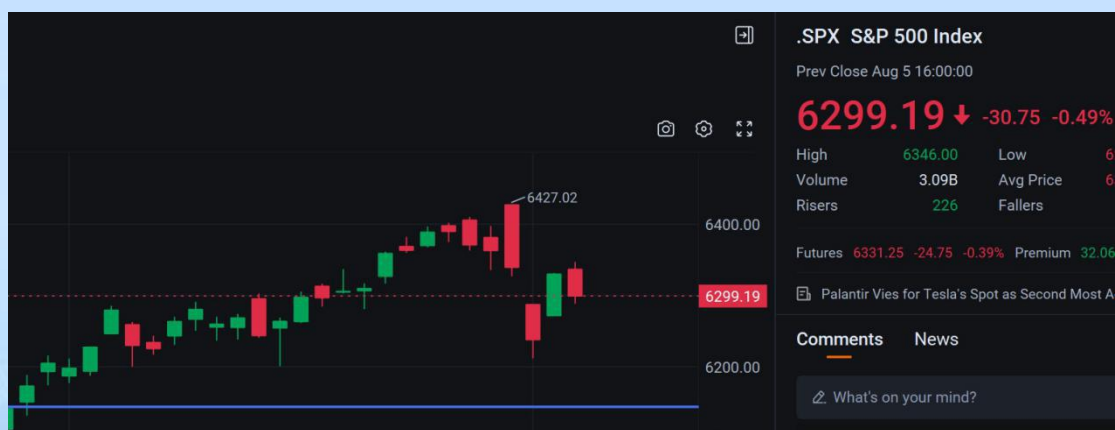 .SPX S&P 500 Index
Prev Close Aug 5 16:00:00
6299.19 -30.75 -0.49%
High 6346.00 Low
Volume 3.09B Avg Price
Risers 226 Fallers
Futures 6331.25 -24.75 -0.39% Premium 32.06
Palantir Vies for Tesla's Spot as Second Most
Comments News
What's on your mind?
6427.02
6400.00
6299.19
6200.00